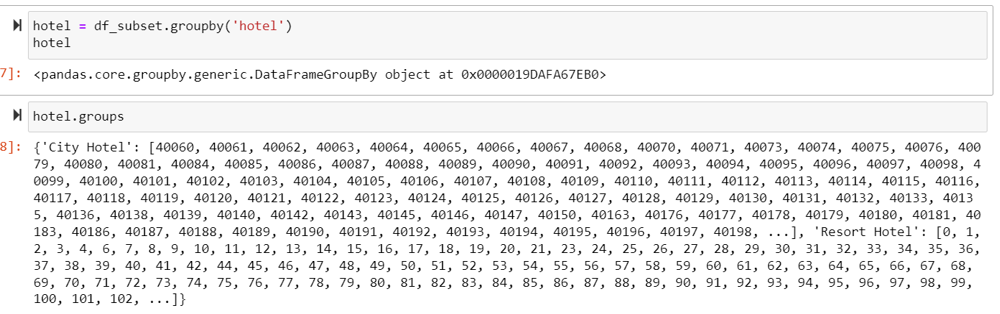 hotel = df_subset.groupby('hotel')
hotel
7]: <pandas.core.groupby.generic.DataFrameGroupBy object at 0x0000019DAFA67EB0>
hotel.groups
8]: {'City Hotel': [40060, 40061, 40062, 40063, 40064, 40065, 40066, 40067, 40068, 40070, 40071, 40073, 40074, 40075, 40076, 400
79, 40080, 40081, 40084, 40085, 40086, 40087, 40088, 40089, 40090, 40091, 40092, 40093, 40094, 40095, 40096, 40097, 40098, 4
0099, 40100, 40101, 40102, 40103, 40104, 40105, 40106, 40107, 40108, 40109, 40110, 40111, 40112, 40113, 40114, 40115, 40116,
40117, 40118, 40119, 40120, 40121, 40122, 40123, 40124, 40125, 40126, 40127, 40128, 40129, 40130, 40131, 40132, 40133, 4013
5, 40136, 40138, 40139, 40140, 40142, 40143, 40145, 40146, 40147, 40150, 40163, 40176, 40177, 40178, 40179, 40180, 40181, 40
183, 40186, 40187, 40188, 40189, 40190, 40191, 40192, 40193, 40194, 40195, 40196, 40197, 40198, ...], 'Resort Hotel': [0, 1,
2, 3, 4, 6, 7, 8, 9, 10, 11, 12, 13, 14, 15, 16, 17, 18, 19, 20, 21, 23, 24, 25, 26, 27, 28, 29, 30, 31, 32, 33, 34, 35, 36,
37, 38, 39, 40, 41, 42, 44, 45, 46, 47, 48, 49, 50, 51, 52, 53, 54, 55, 56, 57, 58, 59, 60, 61, 62, 63, 64, 65, 66, 67, 68,
69, 70, 71, 72, 73, 74, 75, 76, 77, 78, 79, 80, 81, 82, 83, 84, 85, 86, 87, 88, 89, 90, 91, 92, 93, 94, 95, 96, 97, 98, 99,
100, 101, 102, ...]}